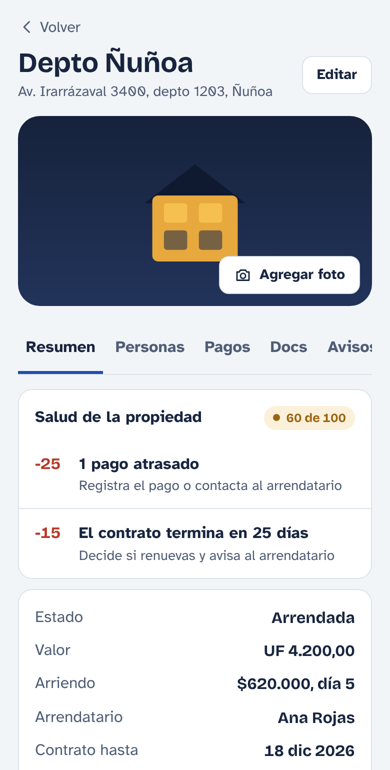 Volver
Depto Ñuñoa
Editar
Av. Irarrázaval 3400, depto 1203, Ñuñoa
Agregar foto
Resumen Personas Pagos Docs Avisos
Salud de la propiedad
60 de 100
-25 1 pago atrasado
Registra el pago o contacta al arrendatario
-15 El contrato termina en 25 días
Decide si renuevas y avisa al arrendatario
Estado Arrendada
Valor UF 4.200,00
Arriendo $620.000, día 5
Arrendatario Ana Rojas
Contrato hasta 18 dic 2026